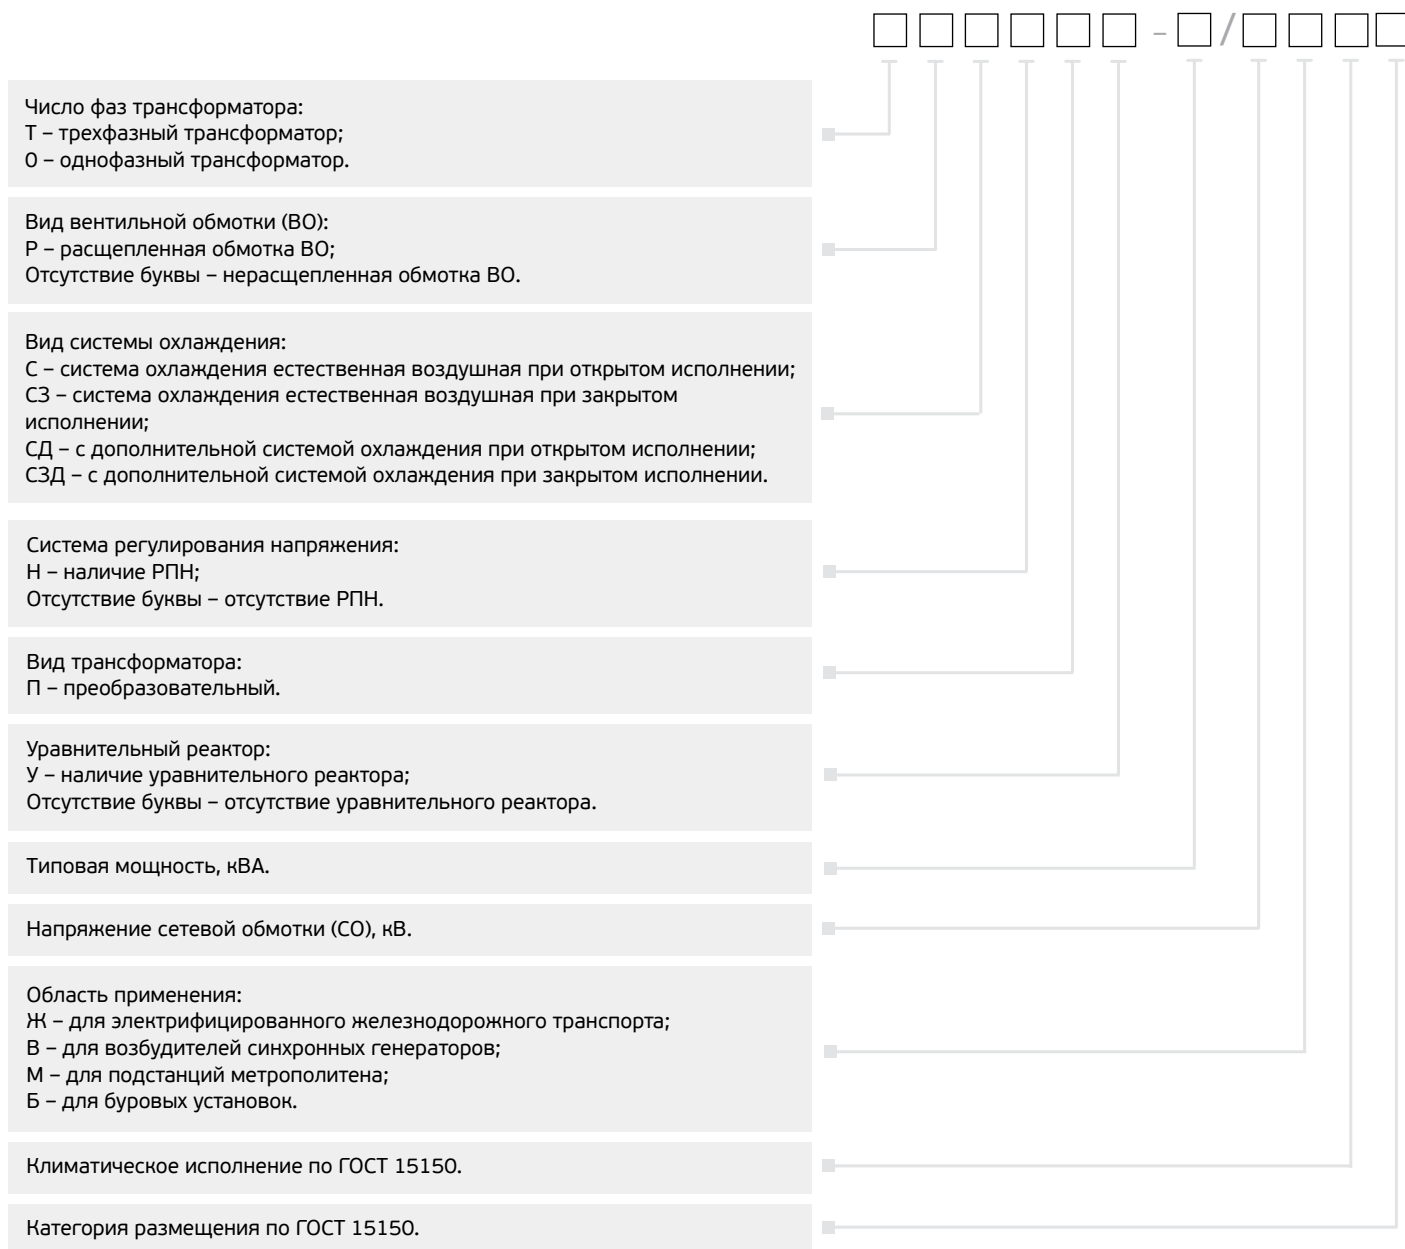 – /
Число фаз трансформатора:
Т – трехфазный трансформатор;
О – однофазный трансформатор.
Вид вентильной обмотки (ВО):
Р – расщепленная обмотка ВО;
Отсутствие буквы – нерасщепленная обмотка ВО.
Вид системы охлаждения:
С – система охлаждения естественная воздушная при открытом исполнении;
СЗ – система охлаждения естественная воздушная при закрытом
исполнении;
СД – с дополнительной системой охлаждения при открытом исполнении;
СЗД – с дополнительной системой охлаждения при закрытом исполнении.
Система регулирования напряжения:
Н – наличие РПН;
Отсутствие буквы – отсутствие РПН.
Вид трансформатора:
П – преобразовательный.
Уравнительный реактор:
У – наличие уравнительного реактора;
Отсутствие буквы – отсутствие уравнительного реактора.
Типовая мощность, кВА.
Напряжение сетевой обмотки (СО), кВ.
Область применения:
Ж – для электрифицированного железнодорожного транспорта;
В – для возбудителей синхронных генераторов;
М – для подстанций метрополитена;
Б – для буровых установок.
Климатическое исполнение по ГОСТ 15150.
Категория размещения по ГОСТ 15150.